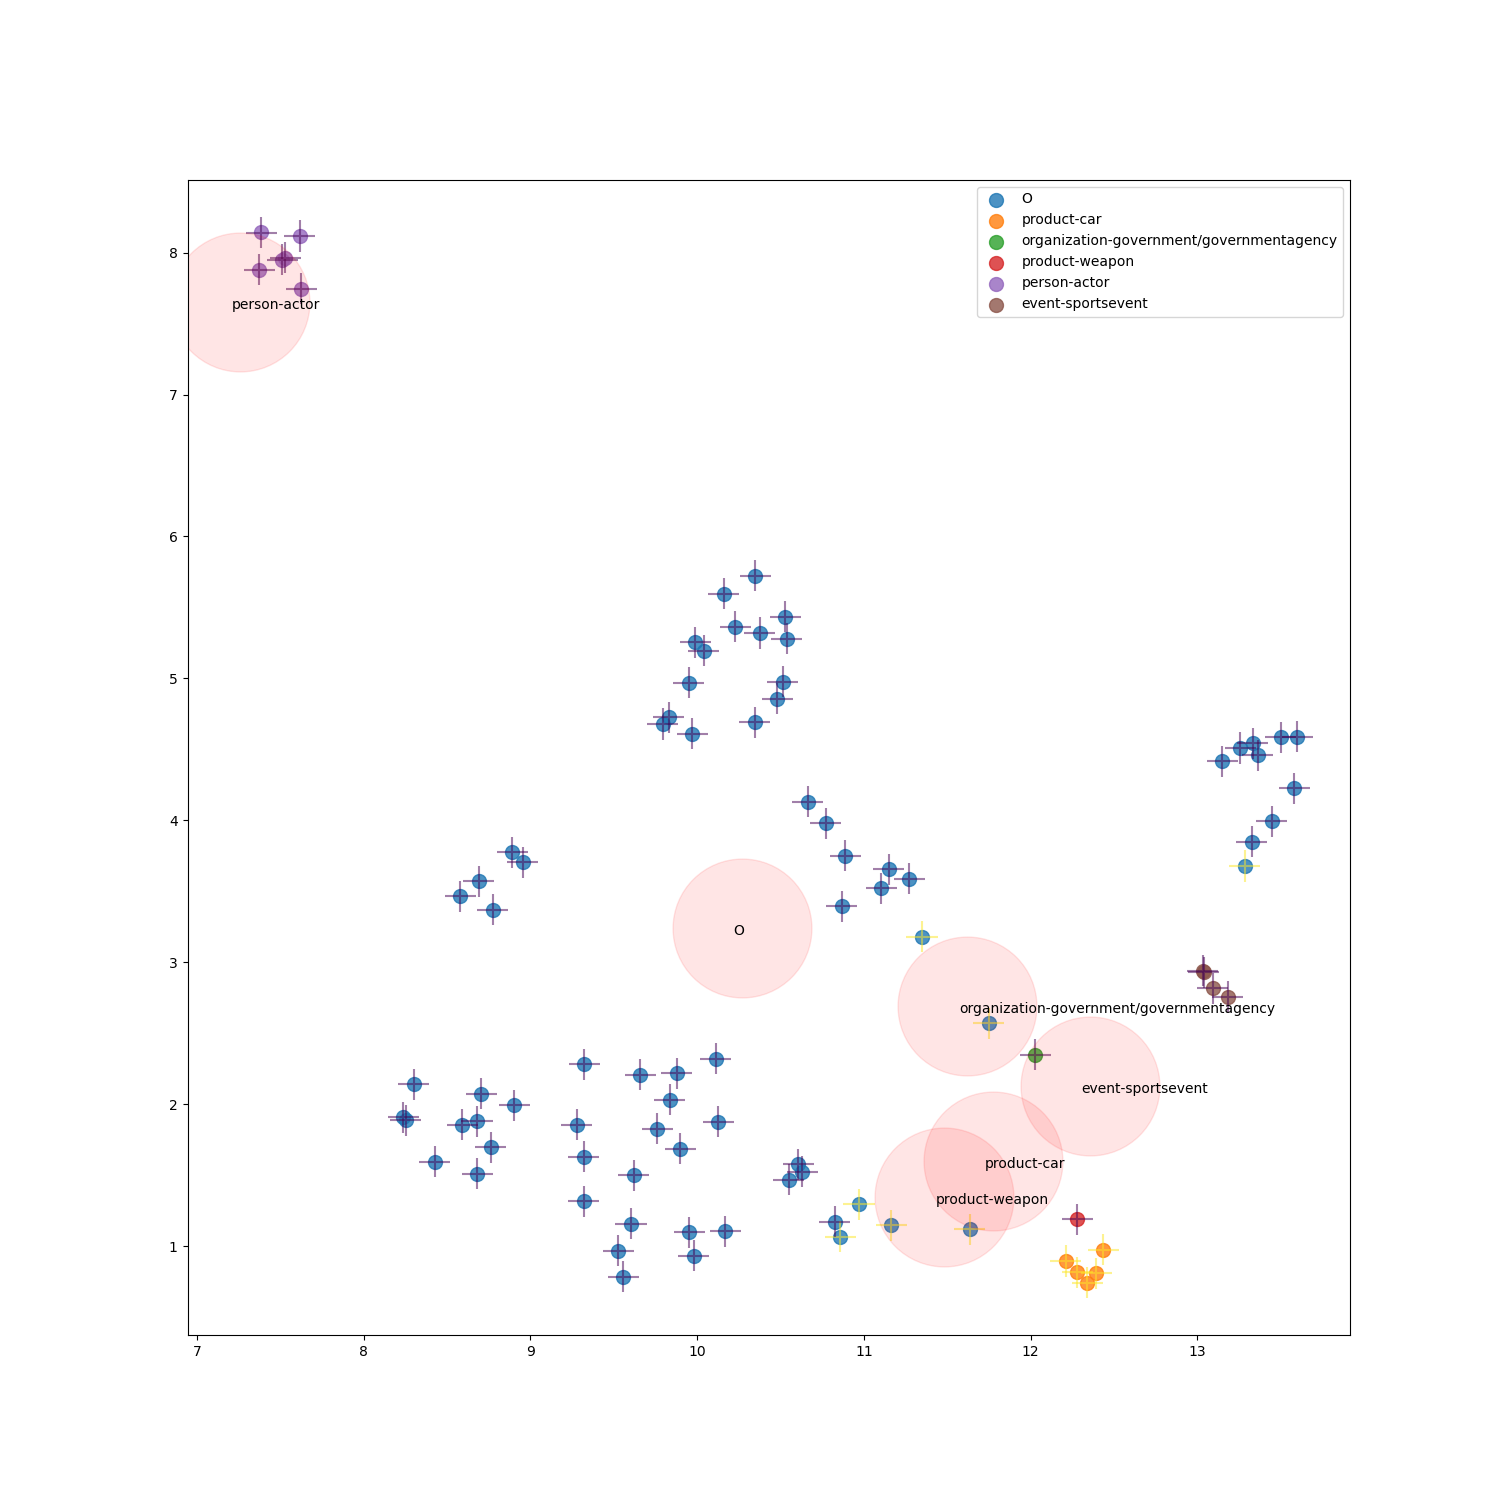 O
product-car
organization-government/governmentagency
product-weapon
person-actor
event-sportsevent
8
person-actor
7
6
5
4
O
3
organization-government/governmentagency
event-sportsevent
2
product-car
product-weapon
1
7 8 9 10 11 12 13